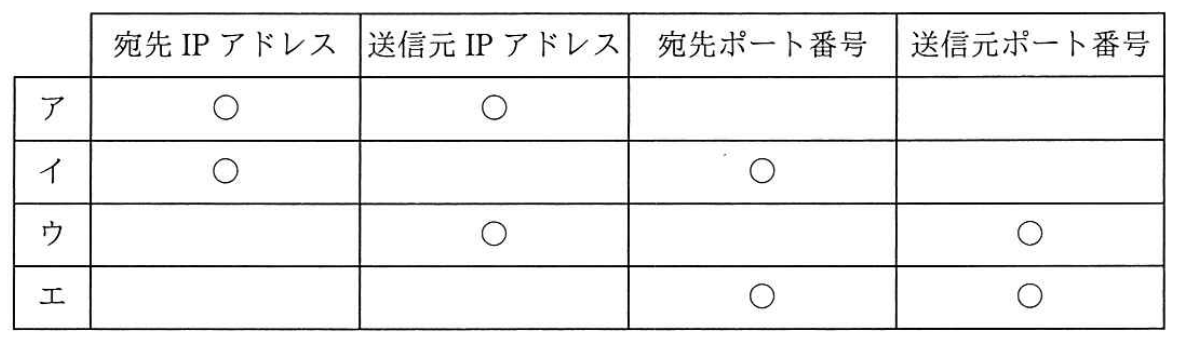 宛先 IP アドレス 送信元 IP アドレス 宛先ポート番号 送信元ポート番号
ア ○ ○
イ ○ ○
ウ ○ ○
エ ○ ○